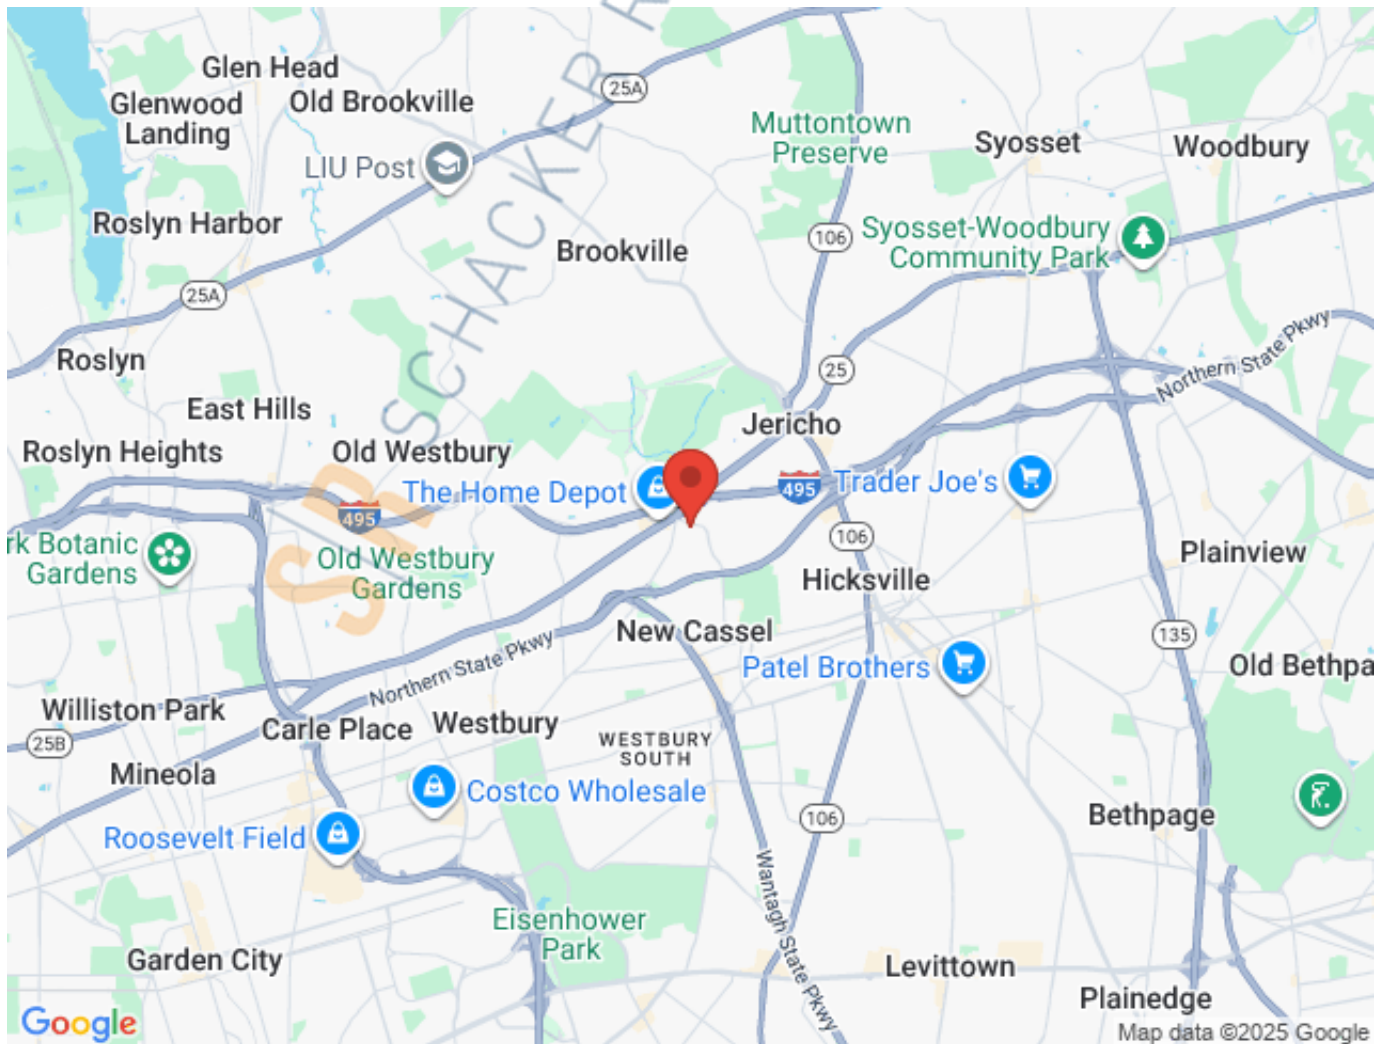 Glen Head
Glenwood
Landing
Old Brookville
25A
LIU Post
Muttontown
Preserve
Syosset
Woodbury
Roslyn Harbor
Brookville
106
Syosset-Woodbury
Community Park
25A
Roslyn
25
Northern State Pkwy
East Hills
Jericho
Roslyn Heights
Old Westbury
The Home Depot
495
Trader Joe's
495
rk Botanic
Gardens
Old Westbury
Gardens
106
Hicksville
Plainview
New Cassel
135
Northern State Pkwy
Patel Brothers
Old Bethpa
Williston Park
25B
Carle Place
Westbury
WESTBURY
SOUTH
Mineola
Costco Wholesale
Roosevelt Field
106
Bethpage
Wantagh State Pkwy
Eisenhower
Park
Garden City
Levittown
Plainedge
Google
Map data ©2025 Google
SCHACKER R